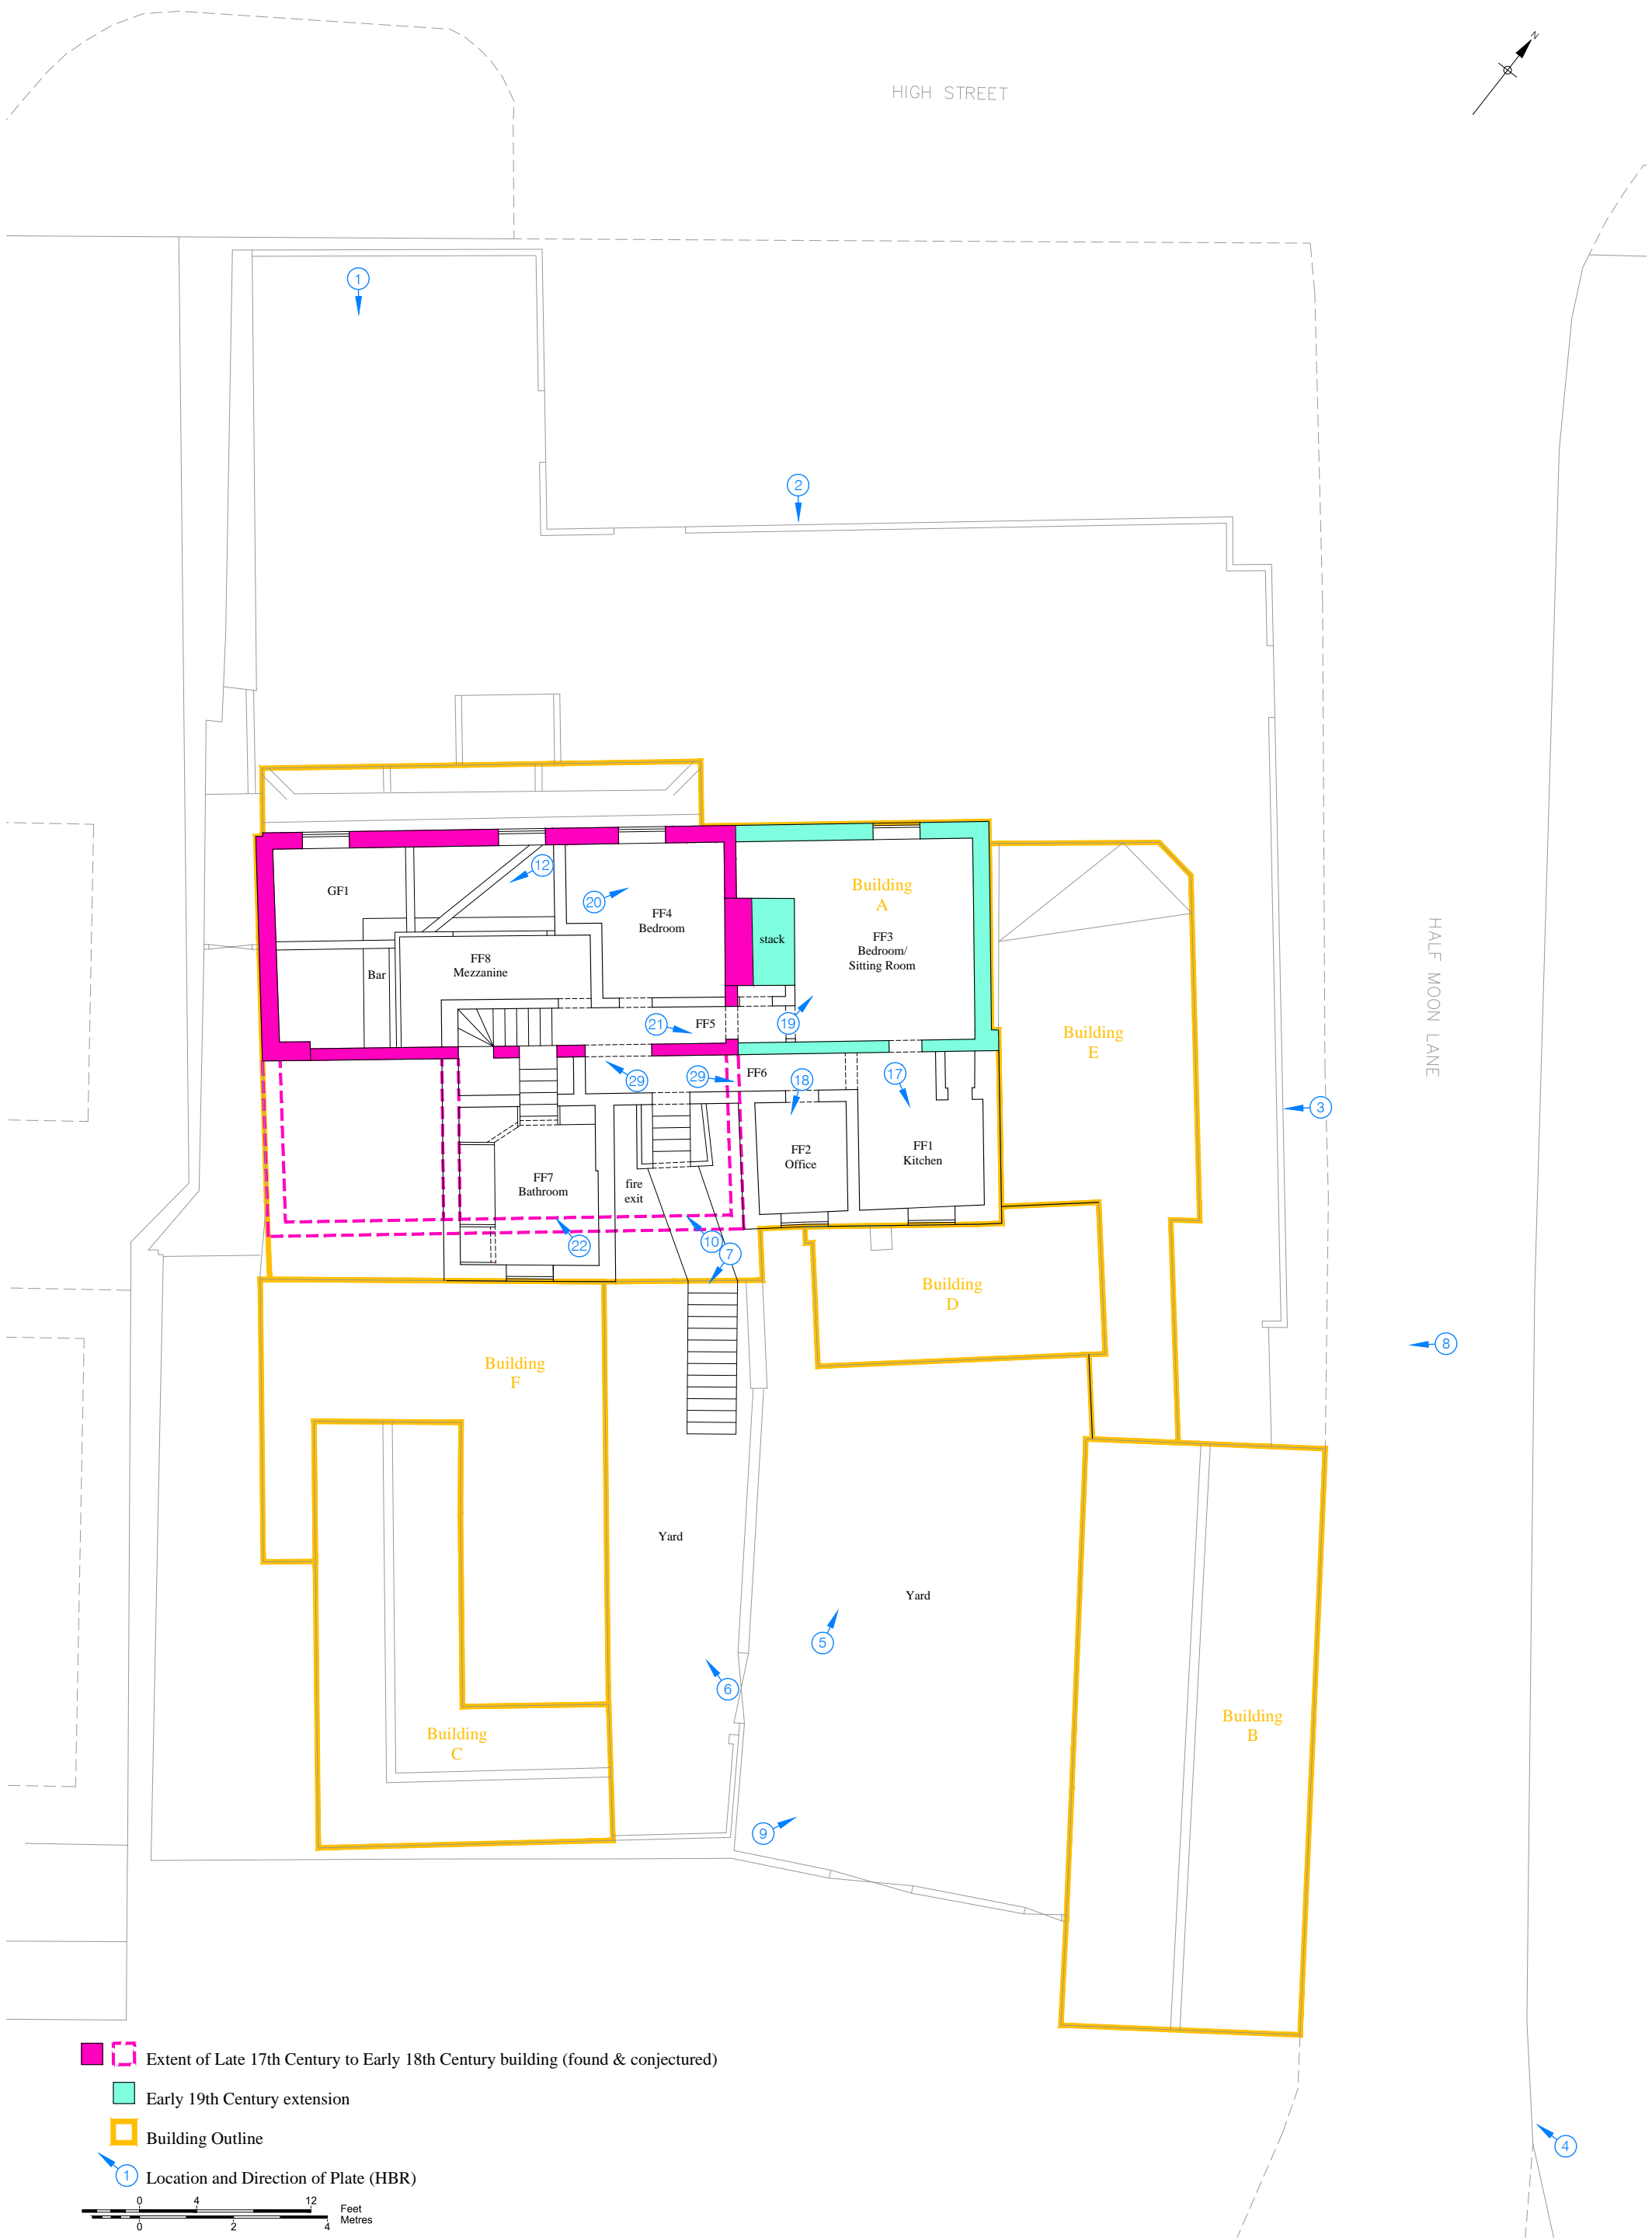 N
HIGH STREET
1
2
12
GF1
20
FF4
Bedroom
Building
A
stack
FF3
Bedroom/
Sitting Room
HALF MOON LANE
Bar
FF8
Mezzanine
21
FF5
19
Building
E
29
29
FF6
18
17
3
FF2
Office
FF1
Kitchen
FF7
Bathroom
fire
exit
22
10
7
Building
D
8
Building
F
Yard
Yard
5
6
Building
C
Building
B
9
Extent of Late 17th Century to Early 18th Century building (found & conjectured)
Early 19th Century extension
Building Outline
1 Location and Direction of Plate (HBR)
4
0 4 12 Feet
Metres
0 2 4